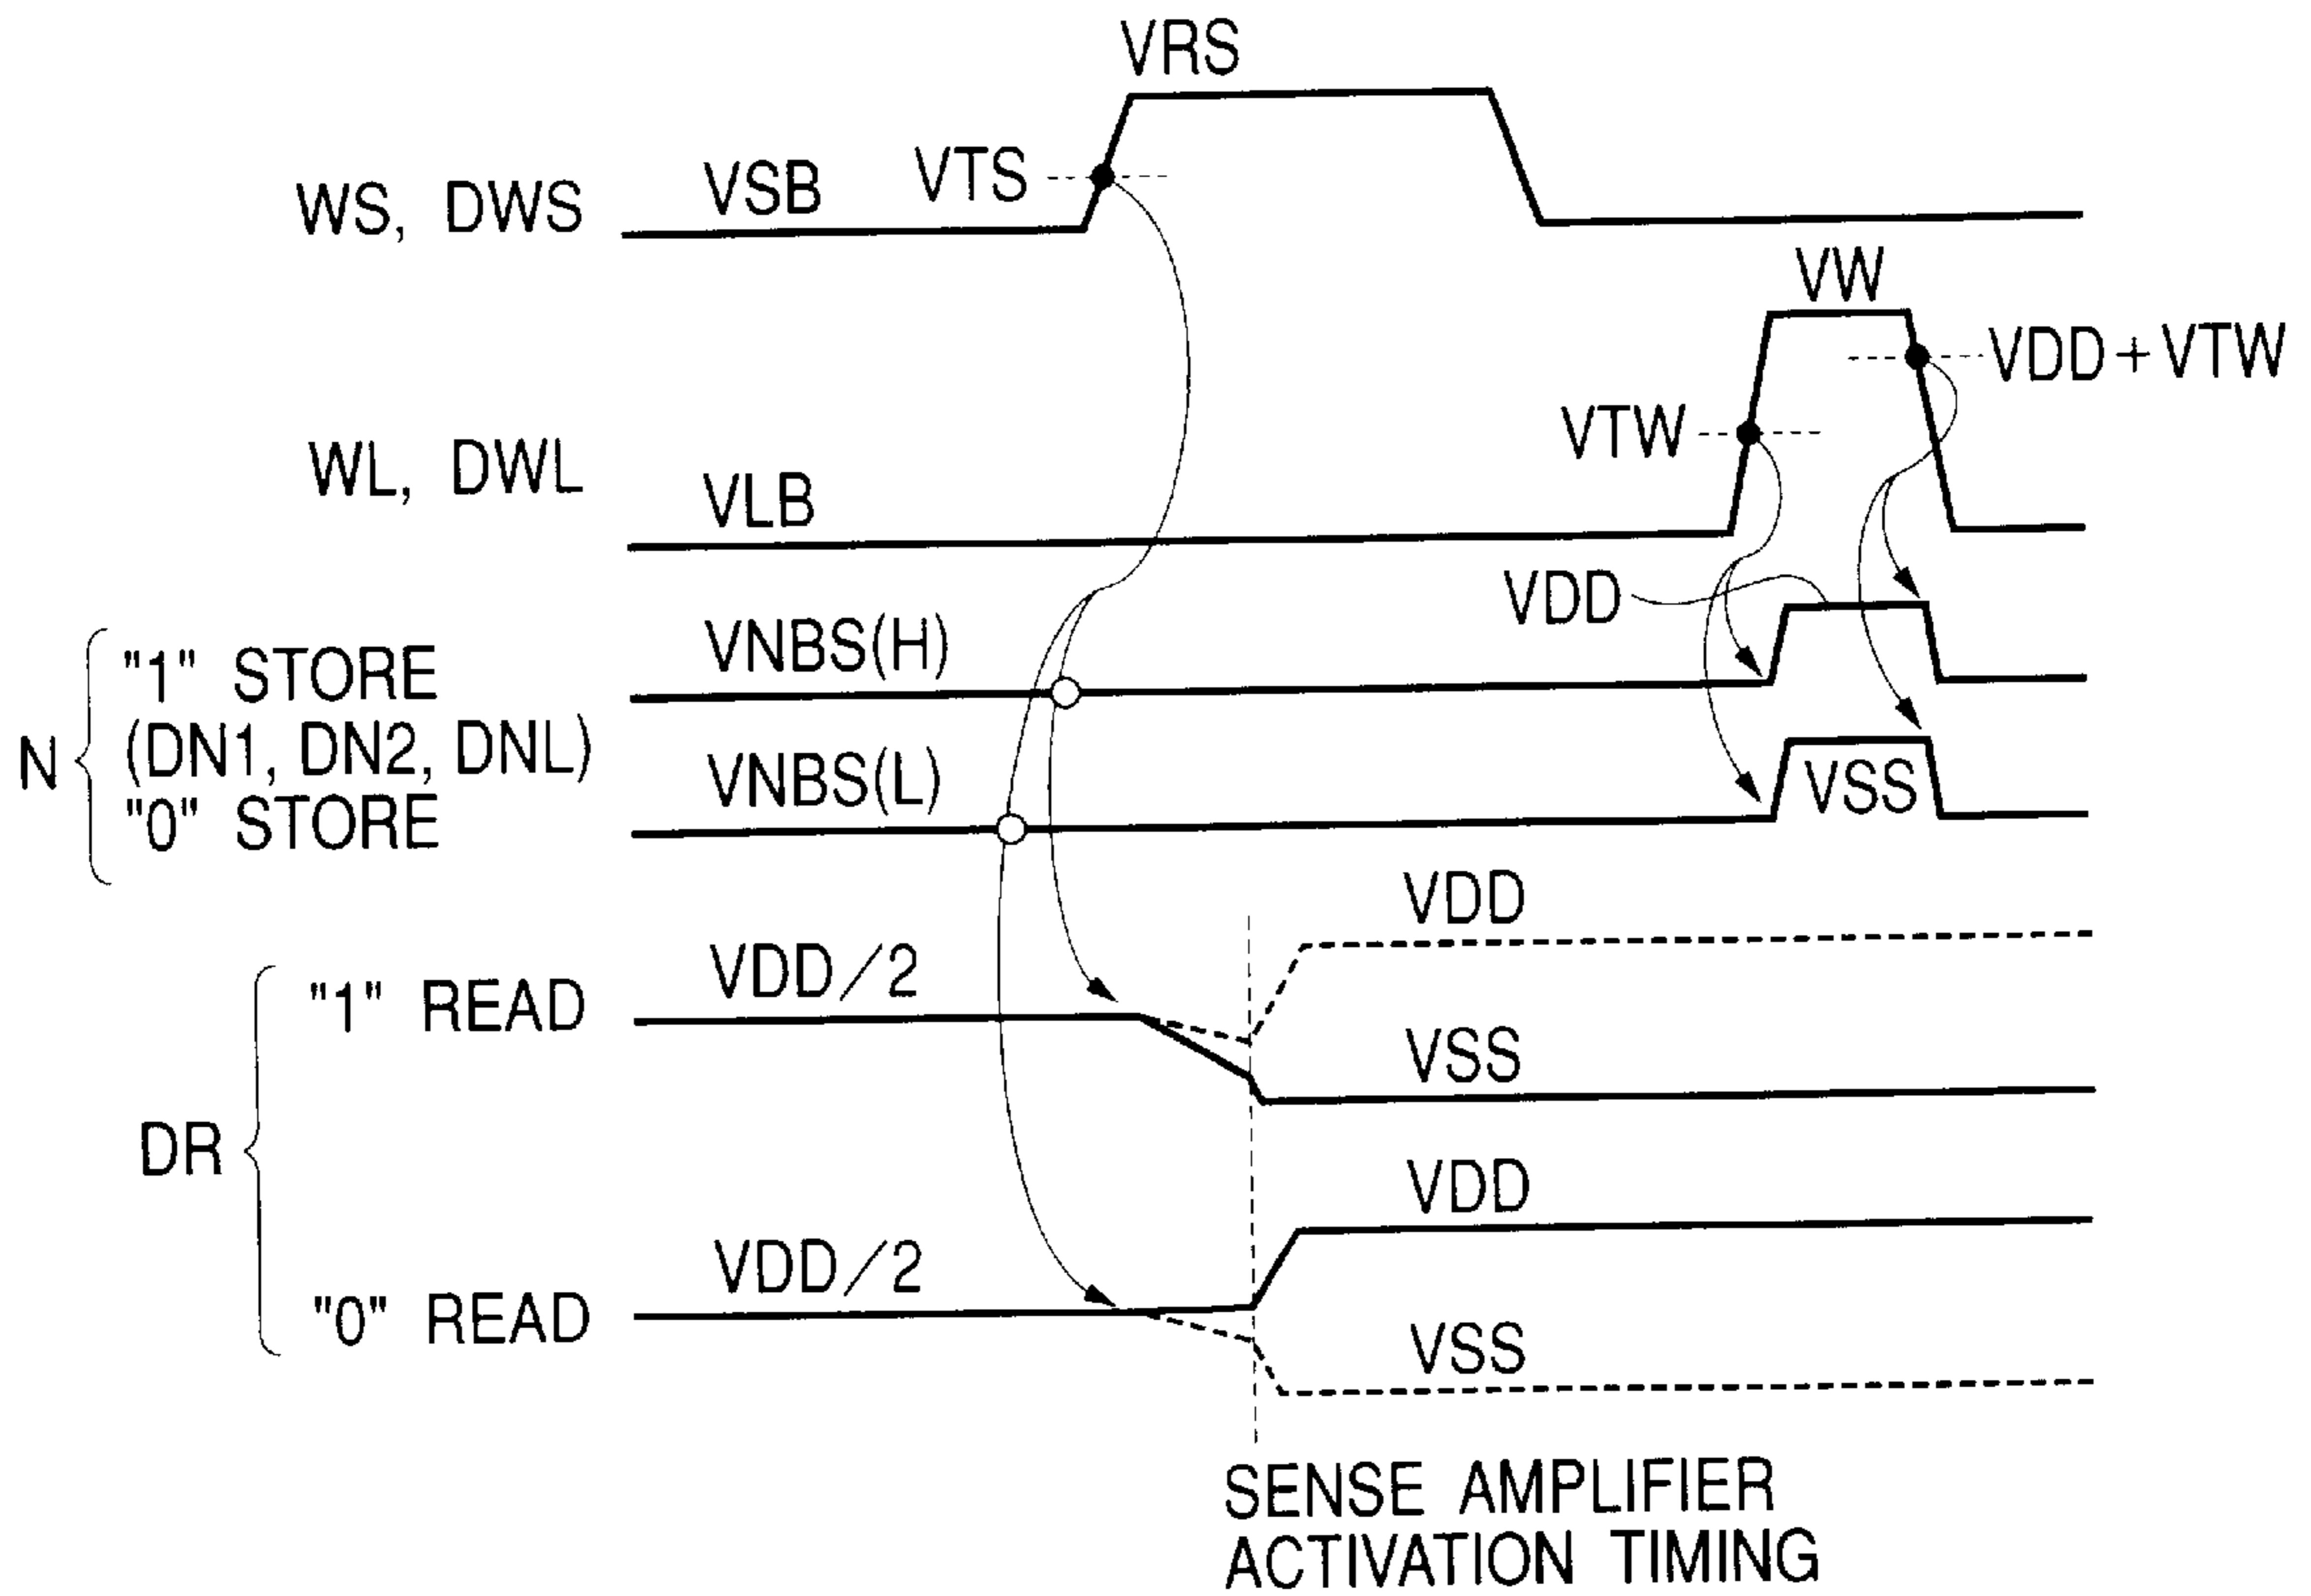 VRS
WS, DWS
VSB
VTS
VW
VDD+VTW
VTW
WL, DWL
VLB
VDD
N
"1" STORE
VNBS(H)
(DN1, DN2, DNL)
"0" STORE
VNBS(L)
VSS
DR
"1" READ
VDD/2
VDD
VSS
"0" READ
VDD/2
VDD
VSS
SENSE AMPLIFIER
ACTIVATION TIMING